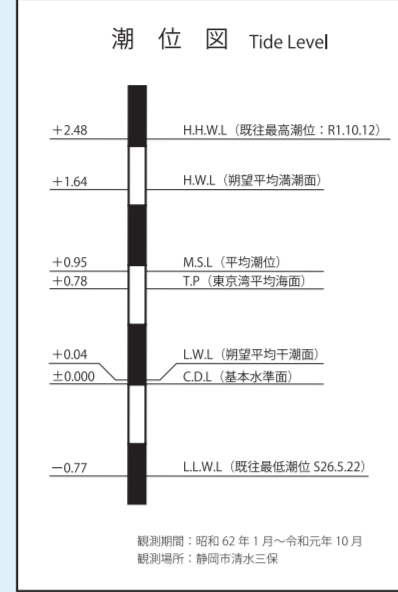 潮位図 Tide Level
+2.48 H.H.W.L（既往最高潮位：R1.10.12）
+1.64 H.W.L（朔望平均満潮面）
+0.95 M.S.L（平均潮位）
+0.78 T.P（東京湾平均海面）
+0.04 L.W.L（朔望平均干潮面）
±0.000 C.D.L（基本水準面）
−0.77 L.L.W.L（既往最低潮位 S26.5.22）
観測期間：昭和 62 年 1 月～令和元年 10 月
観測場所：静岡市清水三保